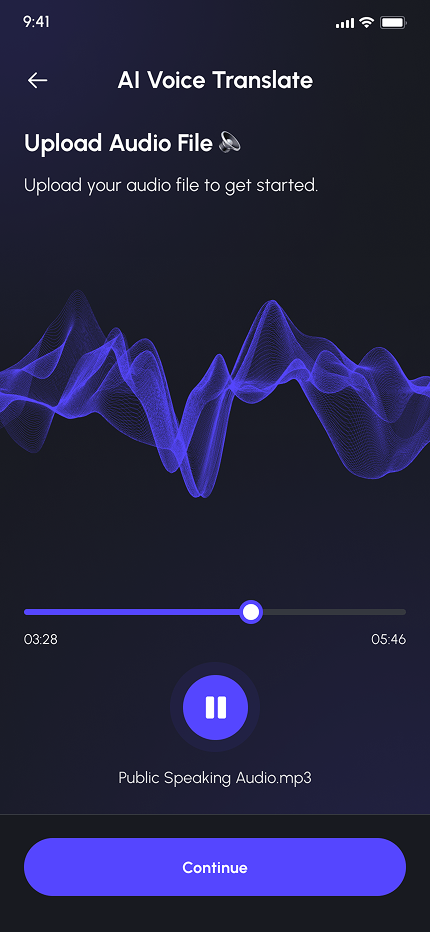 9:41
AI Voice Translate
Upload Audio File 🔈
Upload your audio file to get started.
03:28
05:46
Public Speaking Audio.mp3
Continue